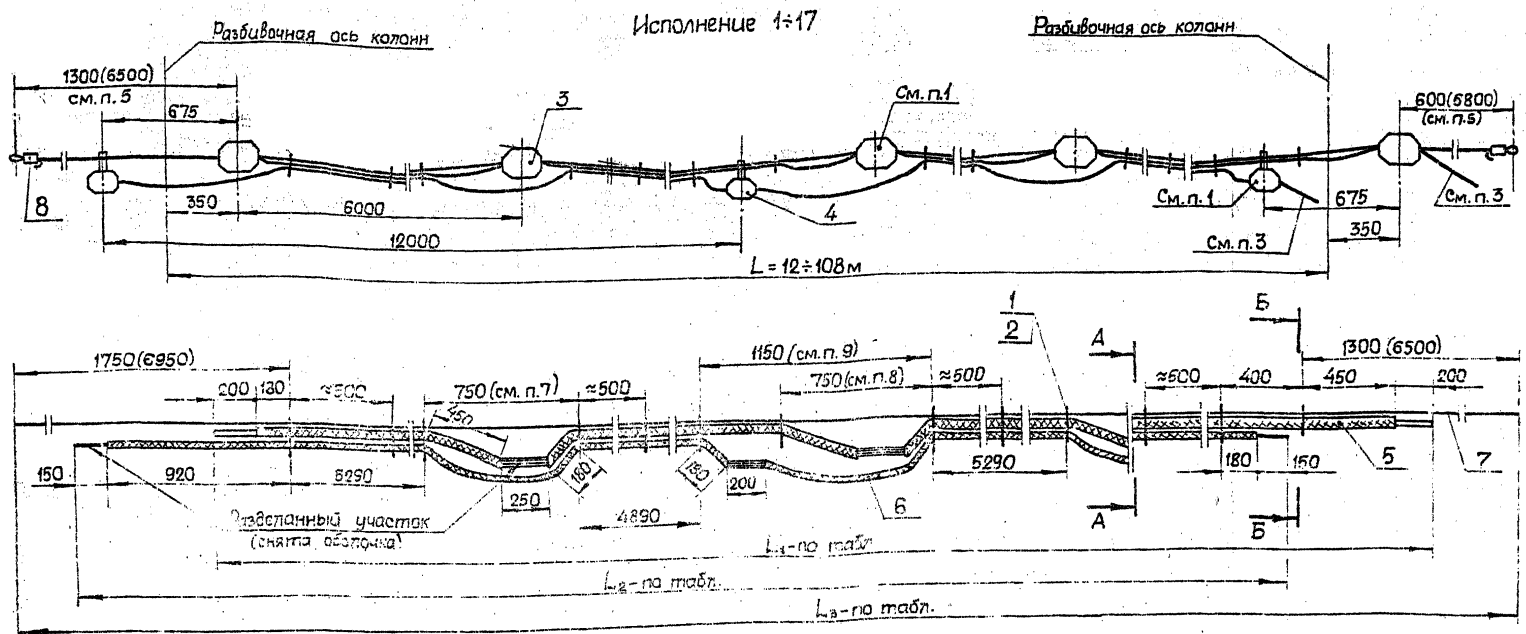 Исполнение 1÷17
Разбивочная ось колонн
Разбивочная ось колонн
1300(6500)
см.п.5
675
3
См.п.1
600(5800)
(см.п.5)
8
350
6000
4
См.п.1
675
См.п.3
12000
См.п.3
350
L = 12÷108м
1
2
Б
А
1750(6950)
1150 (см.п.9)
1300 (6500)
200
180
≈500
750 (см.п.7)
≈500
750(см.п.8)
≈500
≈600
400
450
200
450
150
920
5290
180
180
200
5290
180
150
5
7
250
6
Разделанный участок
(снята оболочка)
4890
А
Б
L₁-по табл.
L₂-по табл.
L₃-по табл.